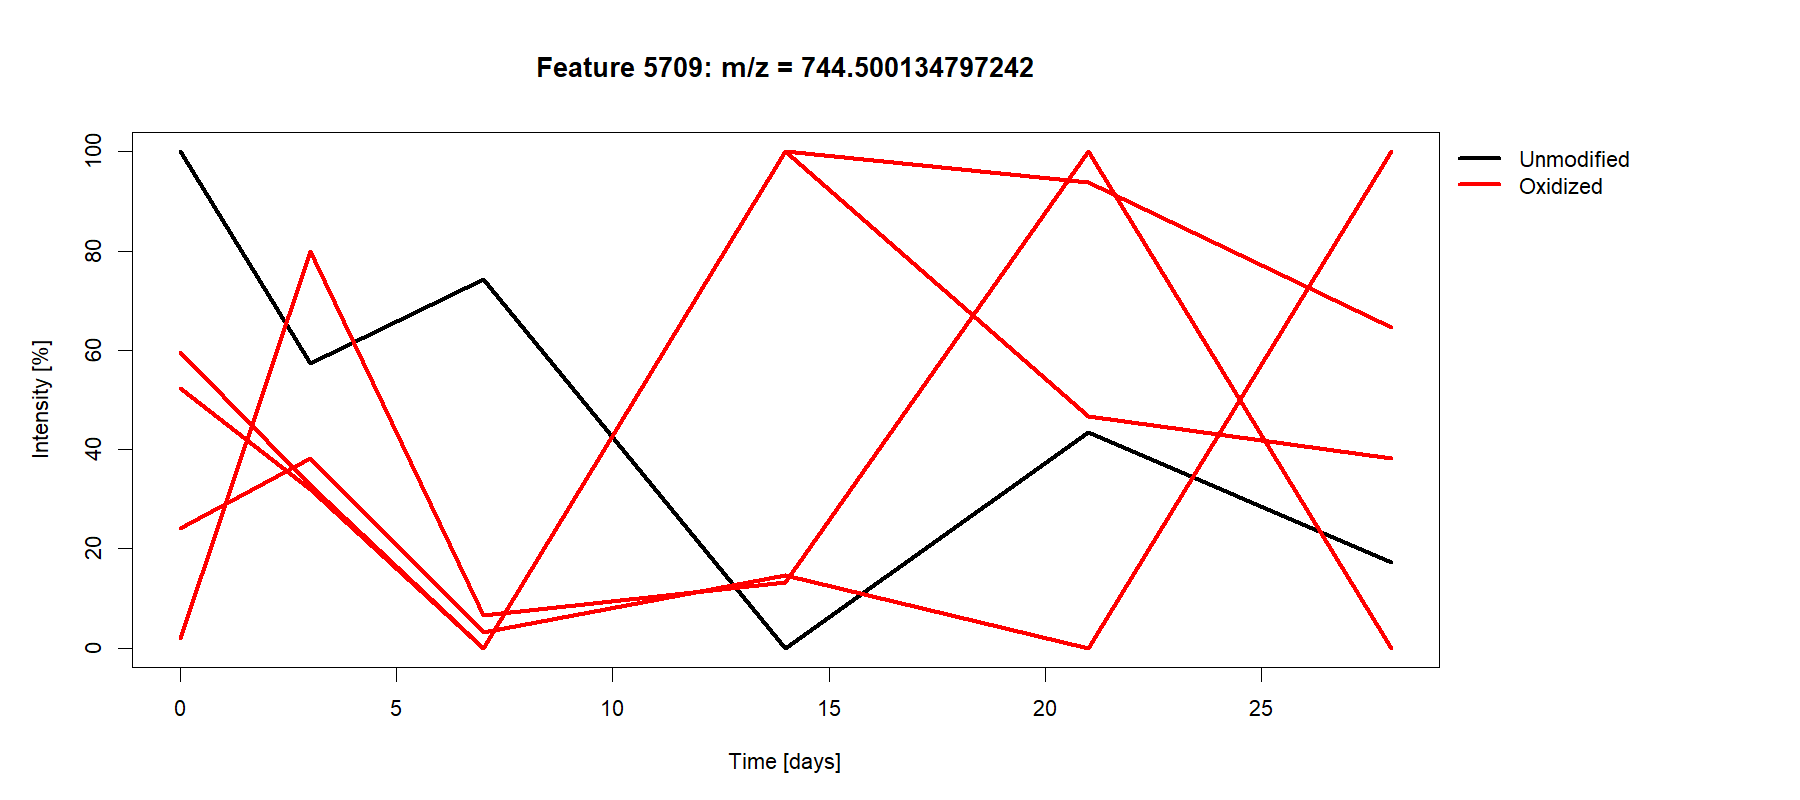 Feature 5709: m/z = 744.500134797242
Unmodified
Oxidized
Intensity [%]
100
80
60
40
20
0
0 5 10 15 20 25
Time [days]